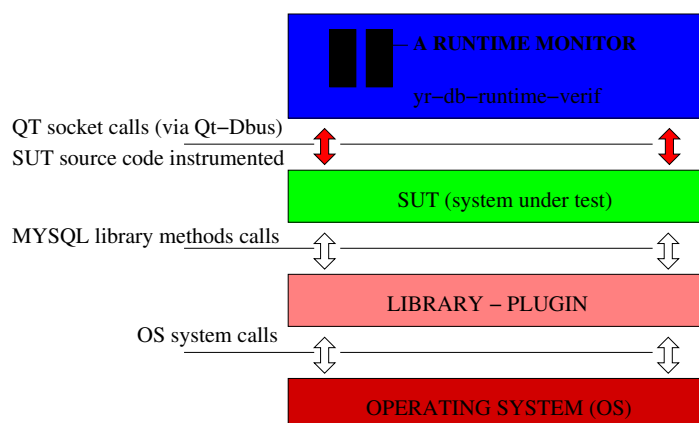 A RUNTIME MONITOR
yr−db−runtime−verif
QT socket calls (via Qt−Dbus)
SUT source code instrumented
SUT (system under test)
MYSQL library methods calls
LIBRARY − PLUGIN
OS system calls
OPERATING SYSTEM (OS)